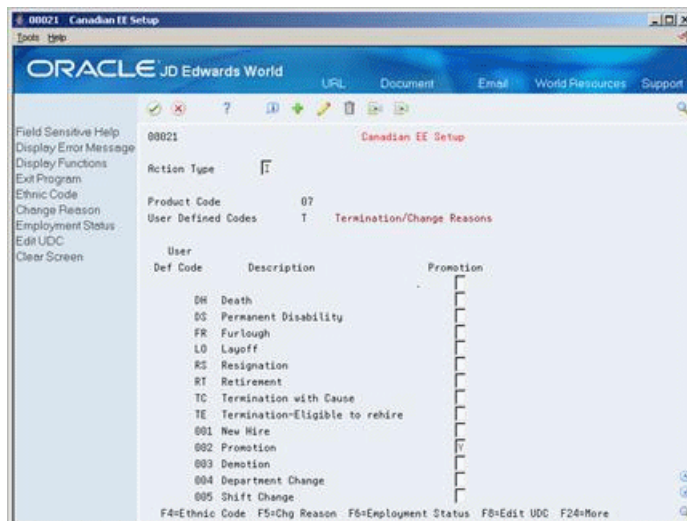 00021 Canadian EE Setup
Tools Help
ORACLE JD Edwards World
URL Document Email World Resources Support
Field Sensitive Help
Display Error Message
Display Functions
Exit Program
Ethnic Code
Change Reason
Employment Status
Edit UDC
Clear Screen
00021 Canadian EE Setup
Action Type I
Product Code 07
User Defined Codes T Termination/Change Reasons
User
Def Code Description Promotion
.
DH Death
DS Permanent Disability
FR Furlough
LO Layoff
RS Resignation
RT Retirement
TC Termination with Cause
TE Termination-Eligible to rehire
001 New Hire
002 Promotion Y
003 Demotion
004 Department Change
005 Shift Change
F4=Ethnic Code F5=Chg Reason F6=Employment Status F8=Edit UDC F24=More